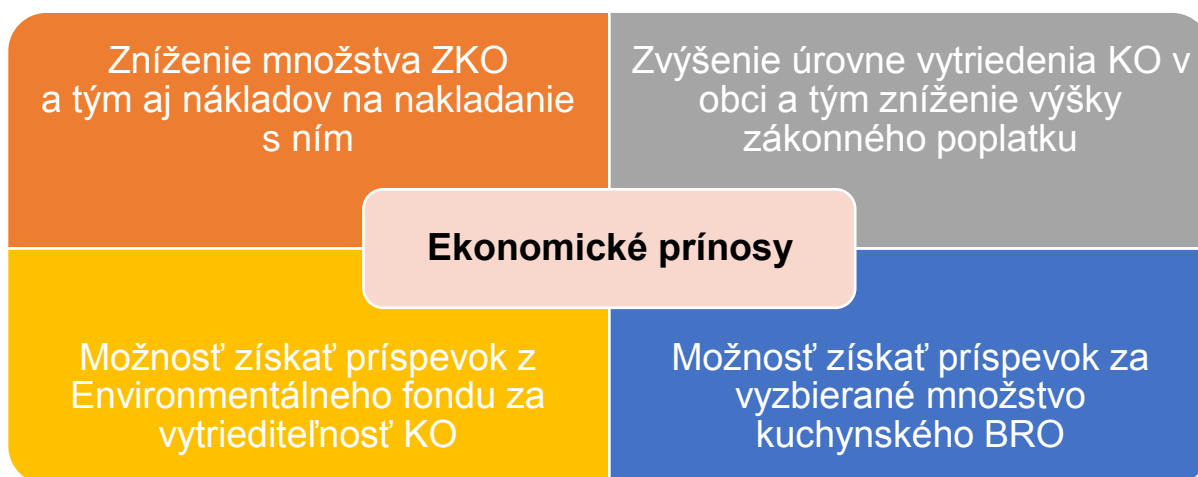 Zníženie množstva ZKO
a tým aj nákladov na nakladanie
s ním
Zvýšenie úrovne vytriedenia KO v
obci a tým zníženie výšky
zákonného poplatku
Ekonomické prínosy
Možnosť získať príspevok z
Environmentálneho fondu za
vytriediteľnosť KO
Možnosť získať príspevok za
vyzbierané množstvo
kuchynského BRO